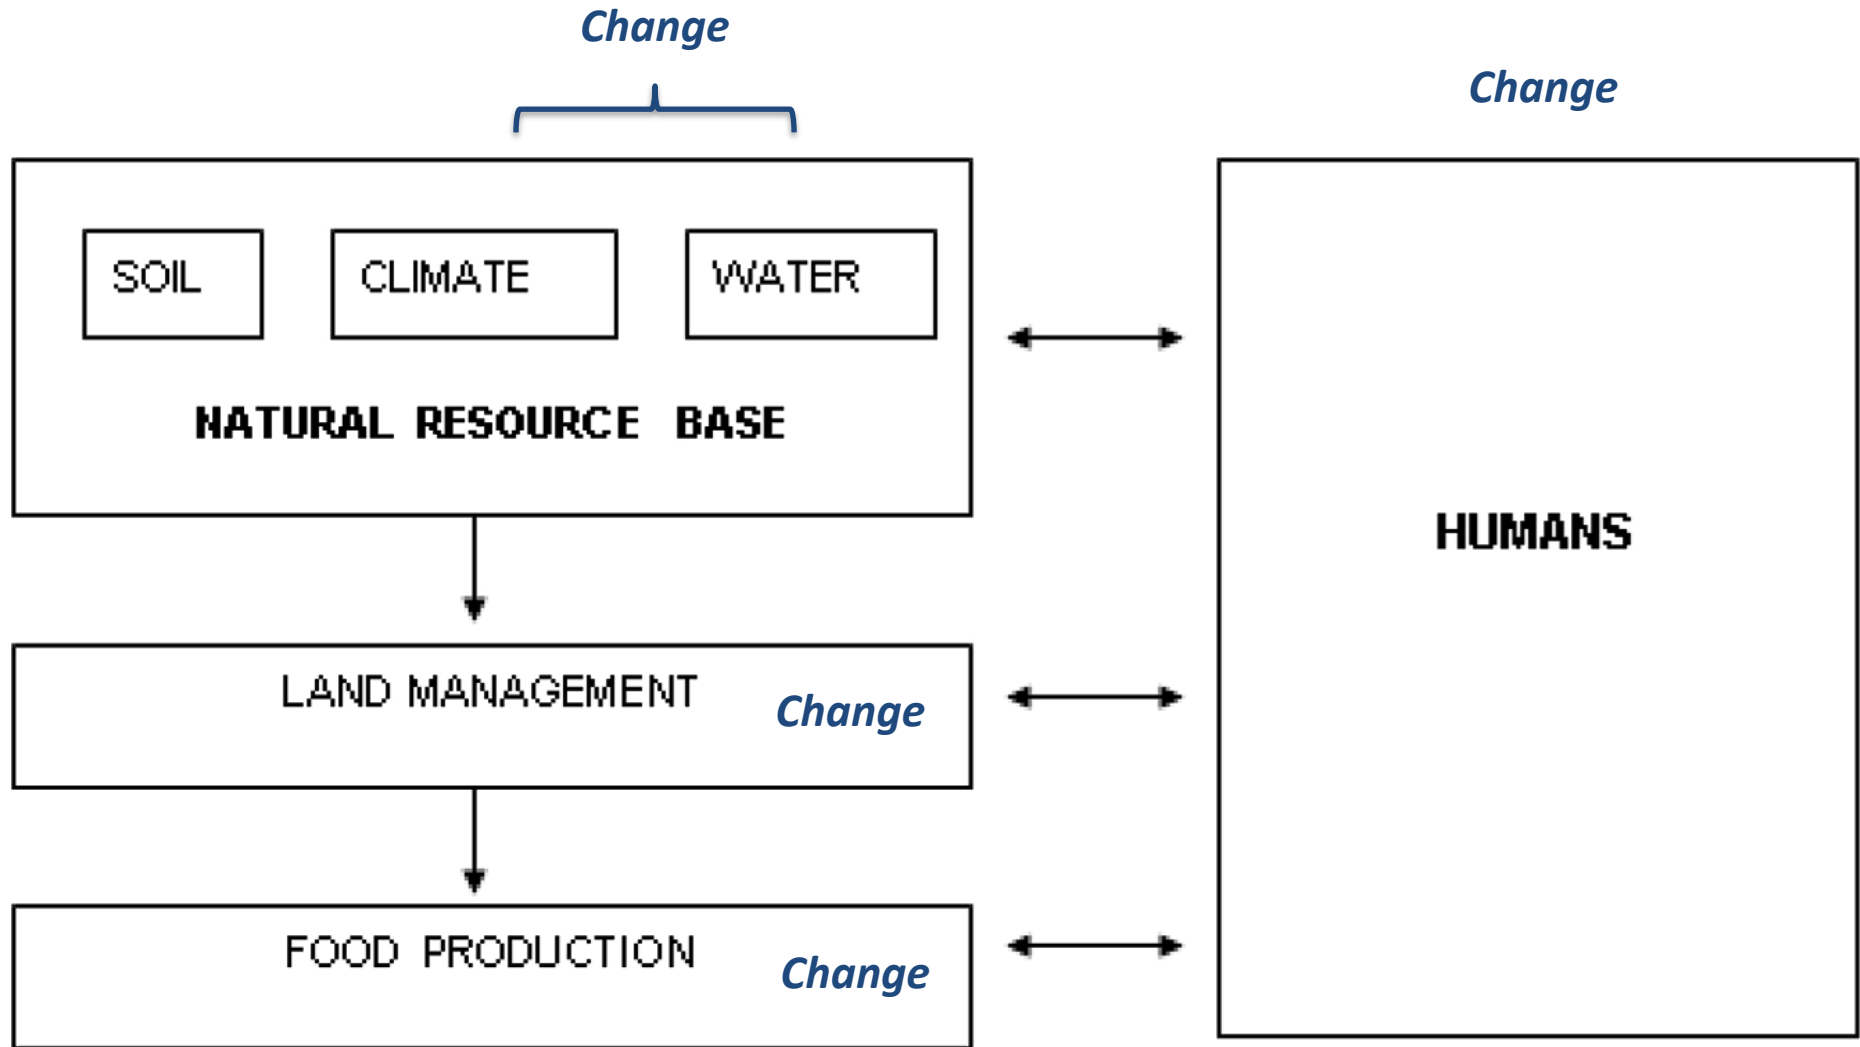 Change
Change
SOIL
CLIMATE
WATER
NATURAL RESOURCE BASE
HUMANS
LAND MANAGEMENT
Change
FOOD PRODUCTION
Change